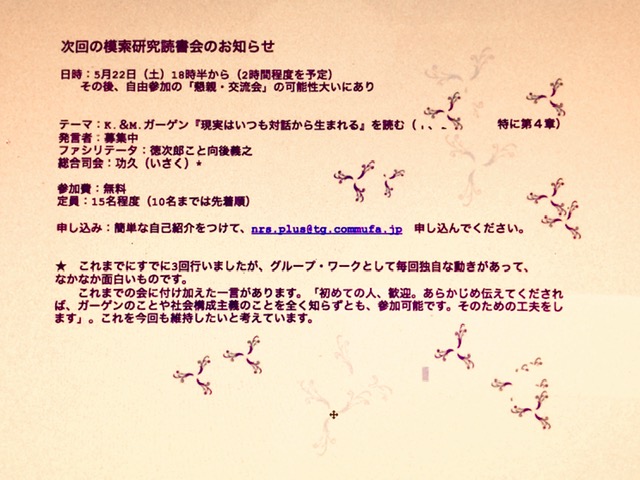 次回の模索研究読書会のお知らせ
日時：5月22日（土）18時半から（2時間程度を予定）
その後、自由参加の「懇親・交流会」の可能性大いにあり
テーマ：K.&M.ガーゲン『現実はいつも対話から生まれる』を読む（ 特に第４章）
発言者：募集中
ファシリテータ：徳次郎こと向後義之
総合司会：功久（いさく）*
参加費：無料
定員：15名程度（10名までは先着順）
申し込み：簡単な自己紹介をつけて、nrs.plus@tg.commufa.jp 申し込んでください。
★ これまでにすでに3回行いましたが、グループ・ワークとして毎回独自な動きがあって、
なかなか面白いものです。
これまでの会に付け加えた一言があります。「初めての人、歓迎。あらかじめ伝えてくだされ
ば、ガーゲンのことや社会構成主義のことを全く知らずとも、参加可能です。そのための工夫をし
ます」。これを今回も維持したいと考えています。